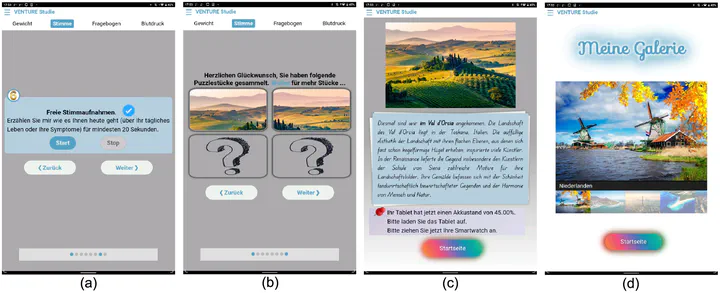 VENTURE Studie
Gewicht Stimme Fragebogen Blutdruck
Freie Stimmaufnahmen.
Erzählen Sie mir wie es Ihnen heute geht (über Ihr tägliches
Leben oder Ihre Symptome) für mindesten 20 Sekunden.
Start Stop
❮ Zurück Weiter ❯
(a)
VENTURE Studie
Gewicht Stimme Fragebogen Blutdruck
Herzlichen Glückwunsch, Sie haben folgende
Puzzlestücke gesammelt. für mehr Stücke ...
❮ Zurück Weiter ❯
(b)
VENTURE Studie
Diesmal sind wir im Val d'Orcia angekommen. Die Landschaft
des Val d'Orcia liegt in der Toskana, Italien. Die auffällige
Ästhetik der Landschaft mit ihren flachen Ebenen, aus denen sich
fast schon kegelförmige Hügel erheben, inspirierte viele Künstler.
In der Renaissance lieferte die Gegend insbesondere den Künstlern
der Schule von Siena zahlreiche Motive für ihre
Landschaftsbilder. Ihre Gemälde befassen sich mit der Schönheit
landwirtschaftlich bewirtschafteter Gegenden und der Harmonie
von Mensch und Natur.
Ihr Tablet hat jetzt einen Akkustand von 45.00%.
Bitte laden Sie das Tablet auf.
Bitte ziehen Sie jetzt Ihre Smartwatch an.
Startseite
(c)
VENTURE Studie
Meine Galerie
Niederlanden
Startseite
(d)